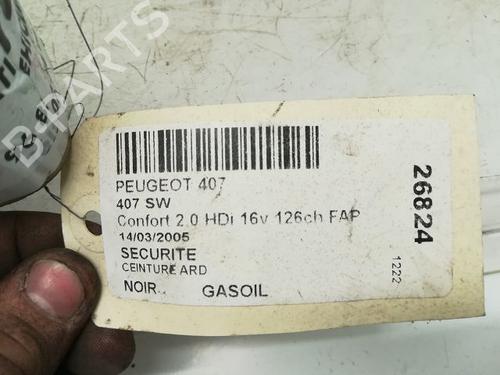 PEUGEOT 407
407 SW
Confort 2.0 HDi 16v 126ch FAP
14/03/2005
SECURITE
CEINTURE ARD
NOIR GASOIL
26824
1222
B-PARTS